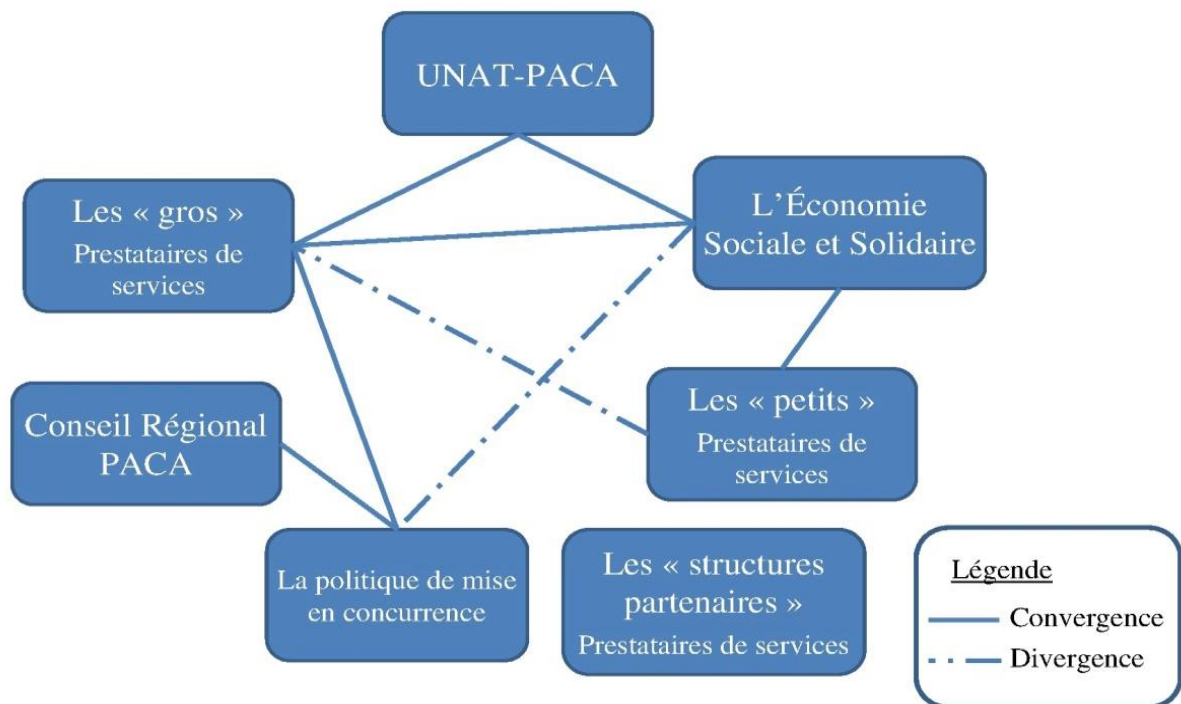 UNAT-PACA
Les « gros »
Prestataires de
services
L’Économie
Sociale et Solidaire
Conseil Régional
PACA
Les « petits »
Prestataires de
services
La politique de mise
en concurrence
Les « structures
partenaires »
Prestataires de services
Légende
Convergence
Divergence